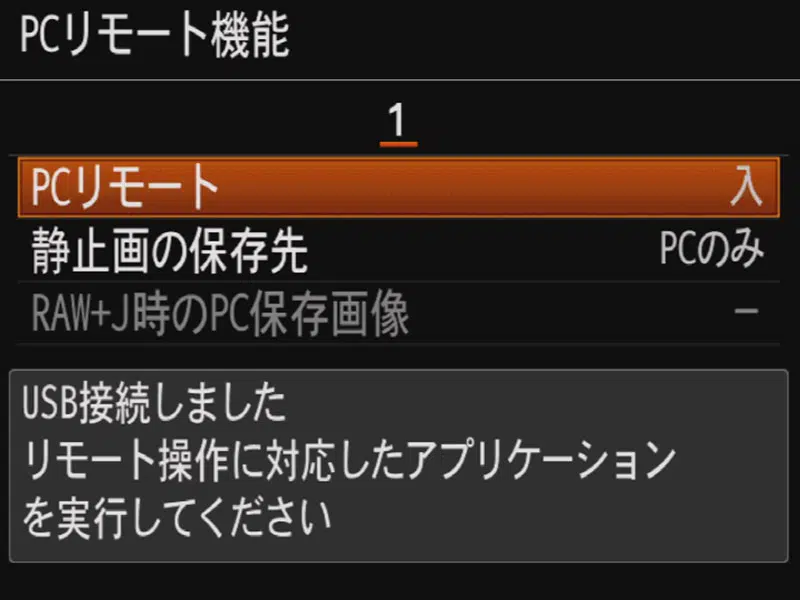 PCリモート機能
1
PCリモート 入
静止画の保存先 PCのみ
RAW+J時のPC保存画像 －
USB接続しました
リモート操作に対応したアプリケーション
を実行してください